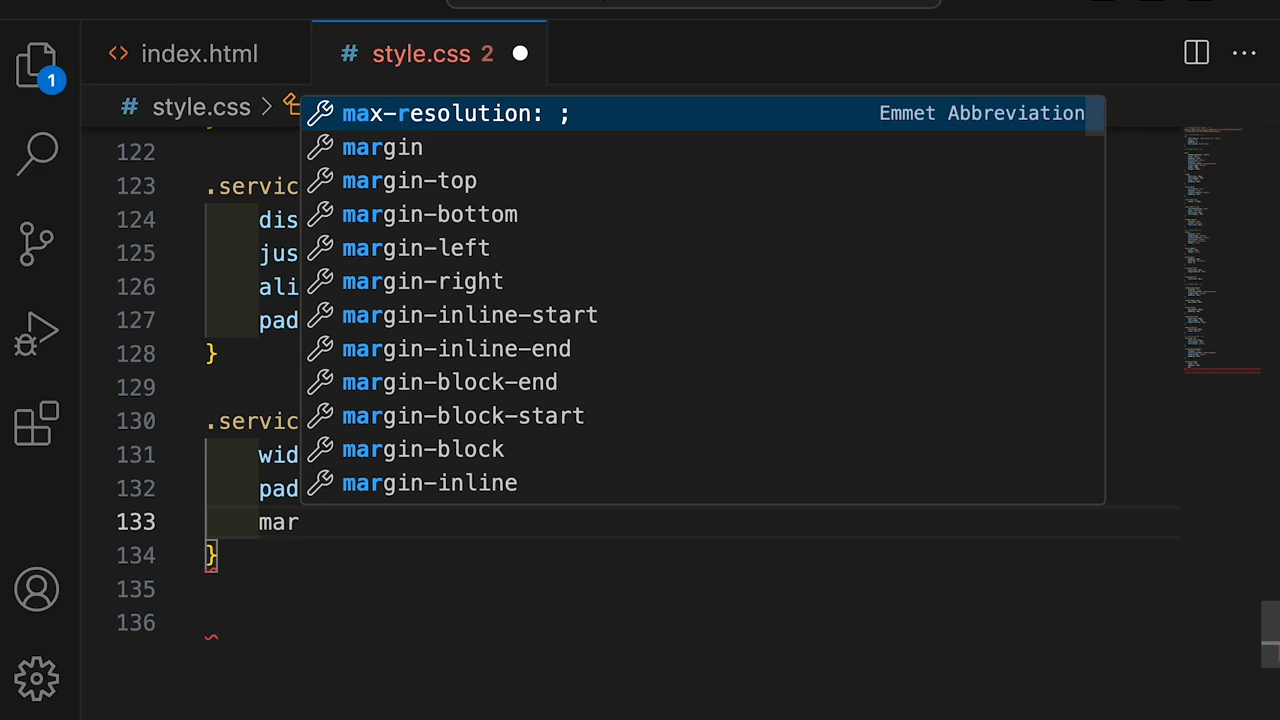 index.html
# style.css 2
1
# style.css >
max-resolution: ; Emmet Abbreviation
122
margin
123 .servic
margin-top
124 dis
margin-bottom
125 jus
margin-left
126 ali
margin-right
127 pad
margin-inline-start
128 }
margin-inline-end
129
margin-block-end
130 .servic
margin-block-start
131 wid
margin-block
132 pad
margin-inline
133 mar
134 }
135
136